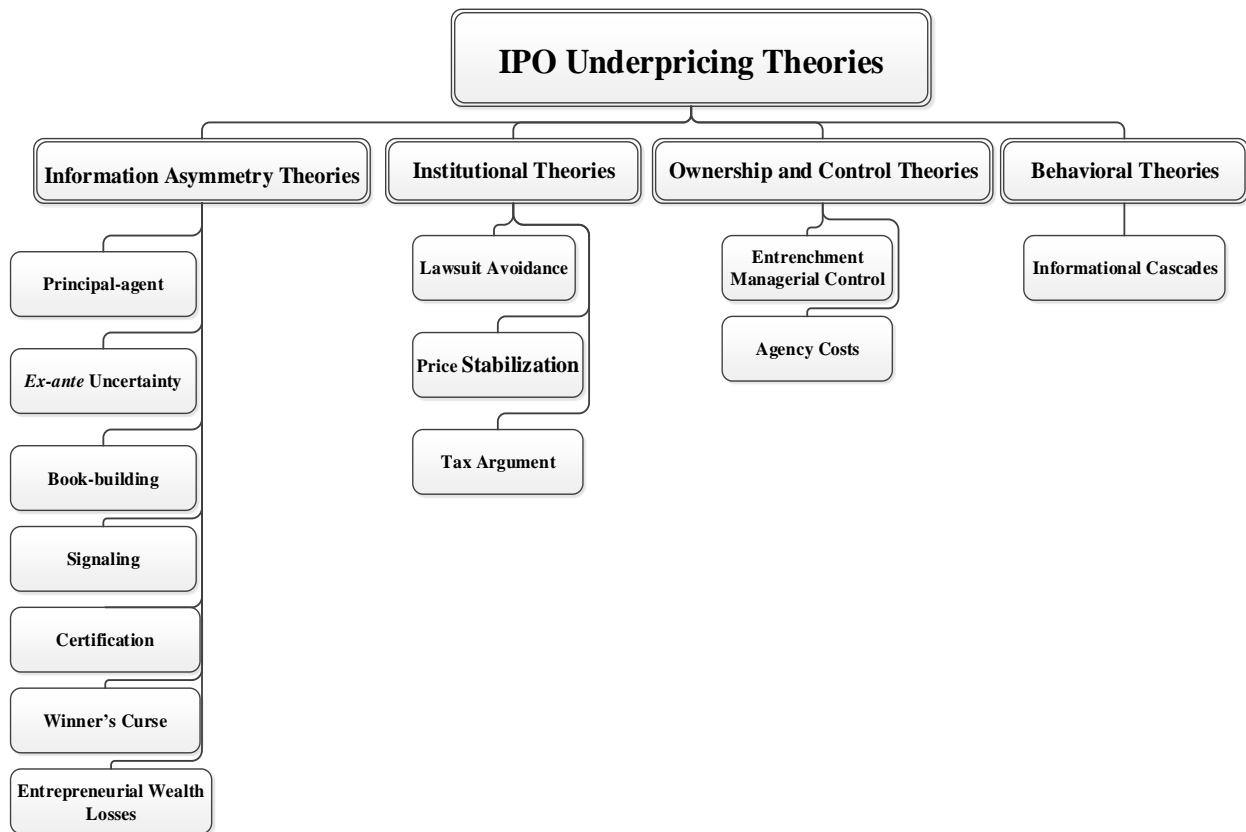 IPO Underpricing Theories
Information Asymmetry Theories
Principal-agent
Ex-ante Uncertainty
Book-building
Signaling
Certification
Winner’s Curse
Entrepreneurial Wealth
Losses
Institutional Theories
Lawsuit Avoidance
Price Stabilization
Tax Argument
Ownership and Control Theories
Entrenchment
Managerial Control
Agency Costs
Behavioral Theories
Informational Cascades